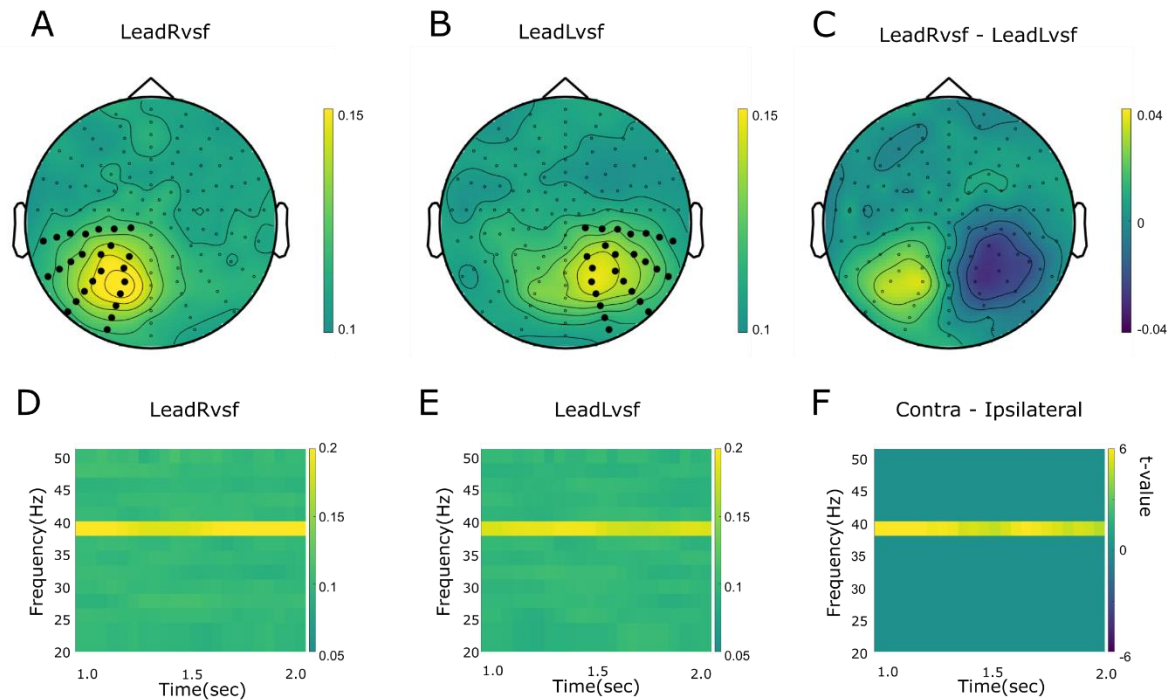 A
LeadRvsf
0.15
0.1
B
LeadLvsf
0.15
0.1
C
LeadRvsf - LeadLvsf
0.04
0
-0.04
D
LeadRvsf
Frequency(Hz)
50
45
40
35
30
25
20
1.0
1.5
2.0
Time(sec)
0.2
0.15
0.1
0.05
E
LeadLvsf
Frequency(Hz)
50
45
40
35
30
25
20
1.0
1.5
2.0
Time(sec)
0.2
0.15
0.1
0.05
F
Contra - Ipsilateral
Frequency(Hz)
50
45
40
35
30
25
20
1.0
1.5
2.0
Time(sec)
6
0
-6
t-value